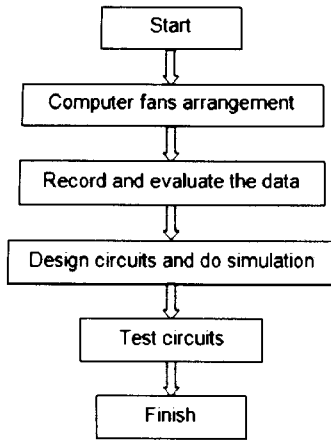 Start
Computer fans arrangement
Record and evaluate the data
Design circuits and do simulation
Test circuits
Finish